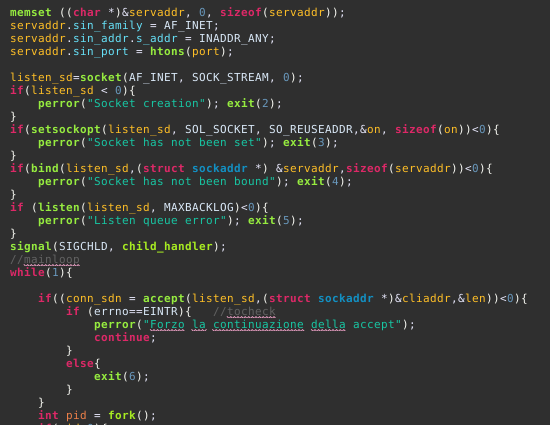 memset ((char *)&servaddr, 0, sizeof(servaddr));
servaddr.sin_family = AF_INET;
servaddr.sin_addr.s_addr = INADDR_ANY;
servaddr.sin_port = htons(port);
listen_sd=socket(AF_INET, SOCK_STREAM, 0);
if(listen_sd < 0){
perror("Socket creation"); exit(2);
}
if(setsockopt(listen_sd, SOL_SOCKET, SO_REUSEADDR,&on, sizeof(on))<0){
perror("Socket has not been set"); exit(3);
}
if(bind(listen_sd,(struct sockaddr *) &servaddr,sizeof(servaddr))<0){
perror("Socket has not been bound"); exit(4);
}
if (listen(listen_sd, MAXBACKLOG)<0){
perror("Listen queue error"); exit(5);
}
signal(SIGCHLD, child_handler);
//mainloop
while(1){
if((conn_sdn = accept(listen_sd,(struct sockaddr *)&cliaddr,&len))<0){
if (errno==EINTR){ //tocheck
perror("Forzo la continuazione della accept");
continue;
}
else{
exit(6);
}
}
int pid = fork();